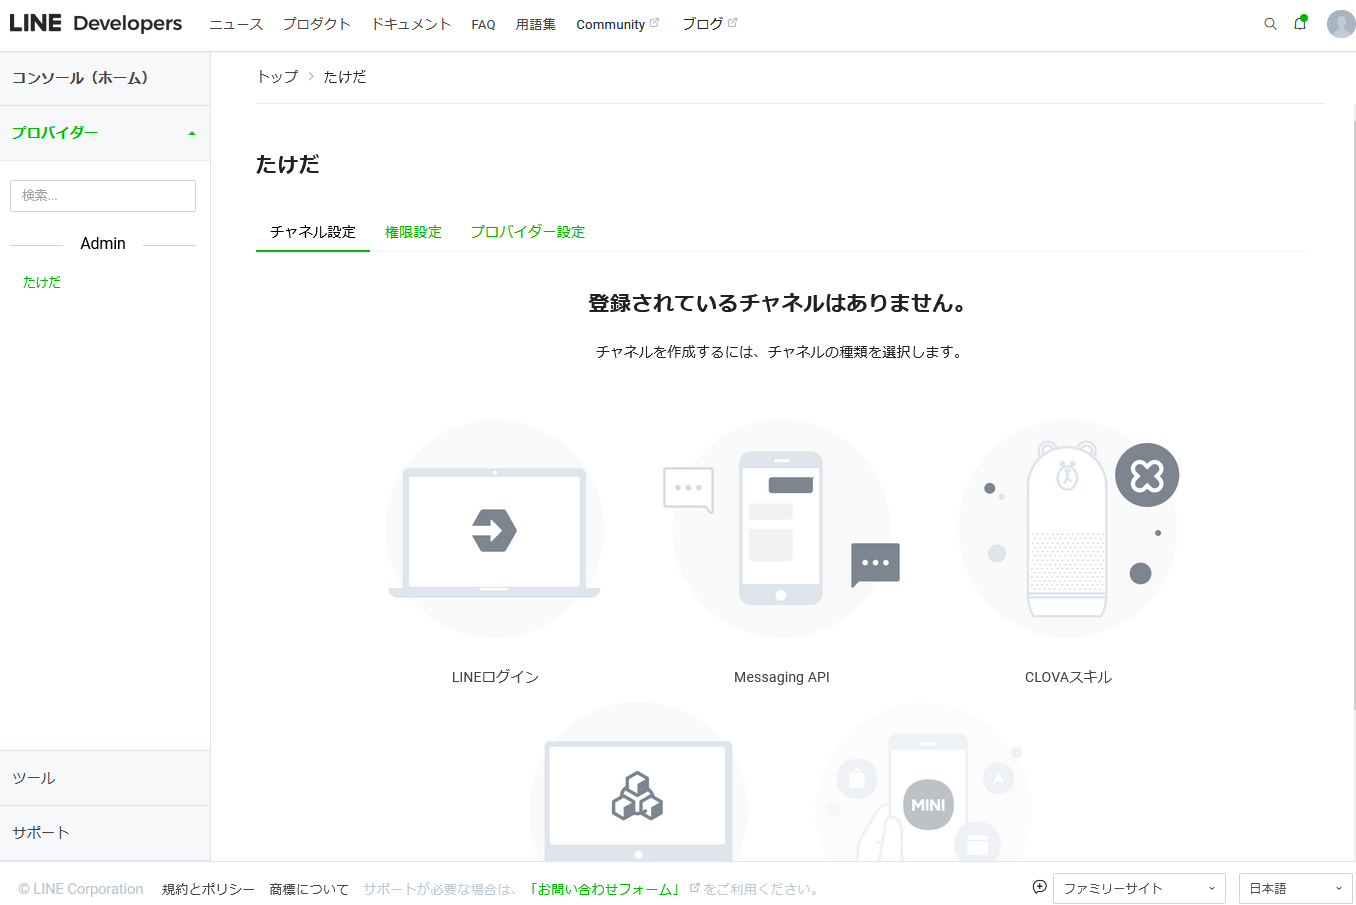 LINE Developers ニュース プロダクト ドキュメント FAQ 用語集 Community ブログ
コンソール（ホーム）
プロバイダー
検索...
Admin
たけだ
トップ > たけだ
たけだ
チャネル設定 権限設定 プロバイダー設定
登録されているチャネルはありません。
チャネルを作成するには、チャネルの種類を選択します。
LINEログイン Messaging API CLOVAスキル
MINI
ツール
サポート
© LINE Corporation 規約とポリシー 商標について サポートが必要な場合は、「お問い合わせフォーム」をご利用ください。 ファミリーサイト 日本語